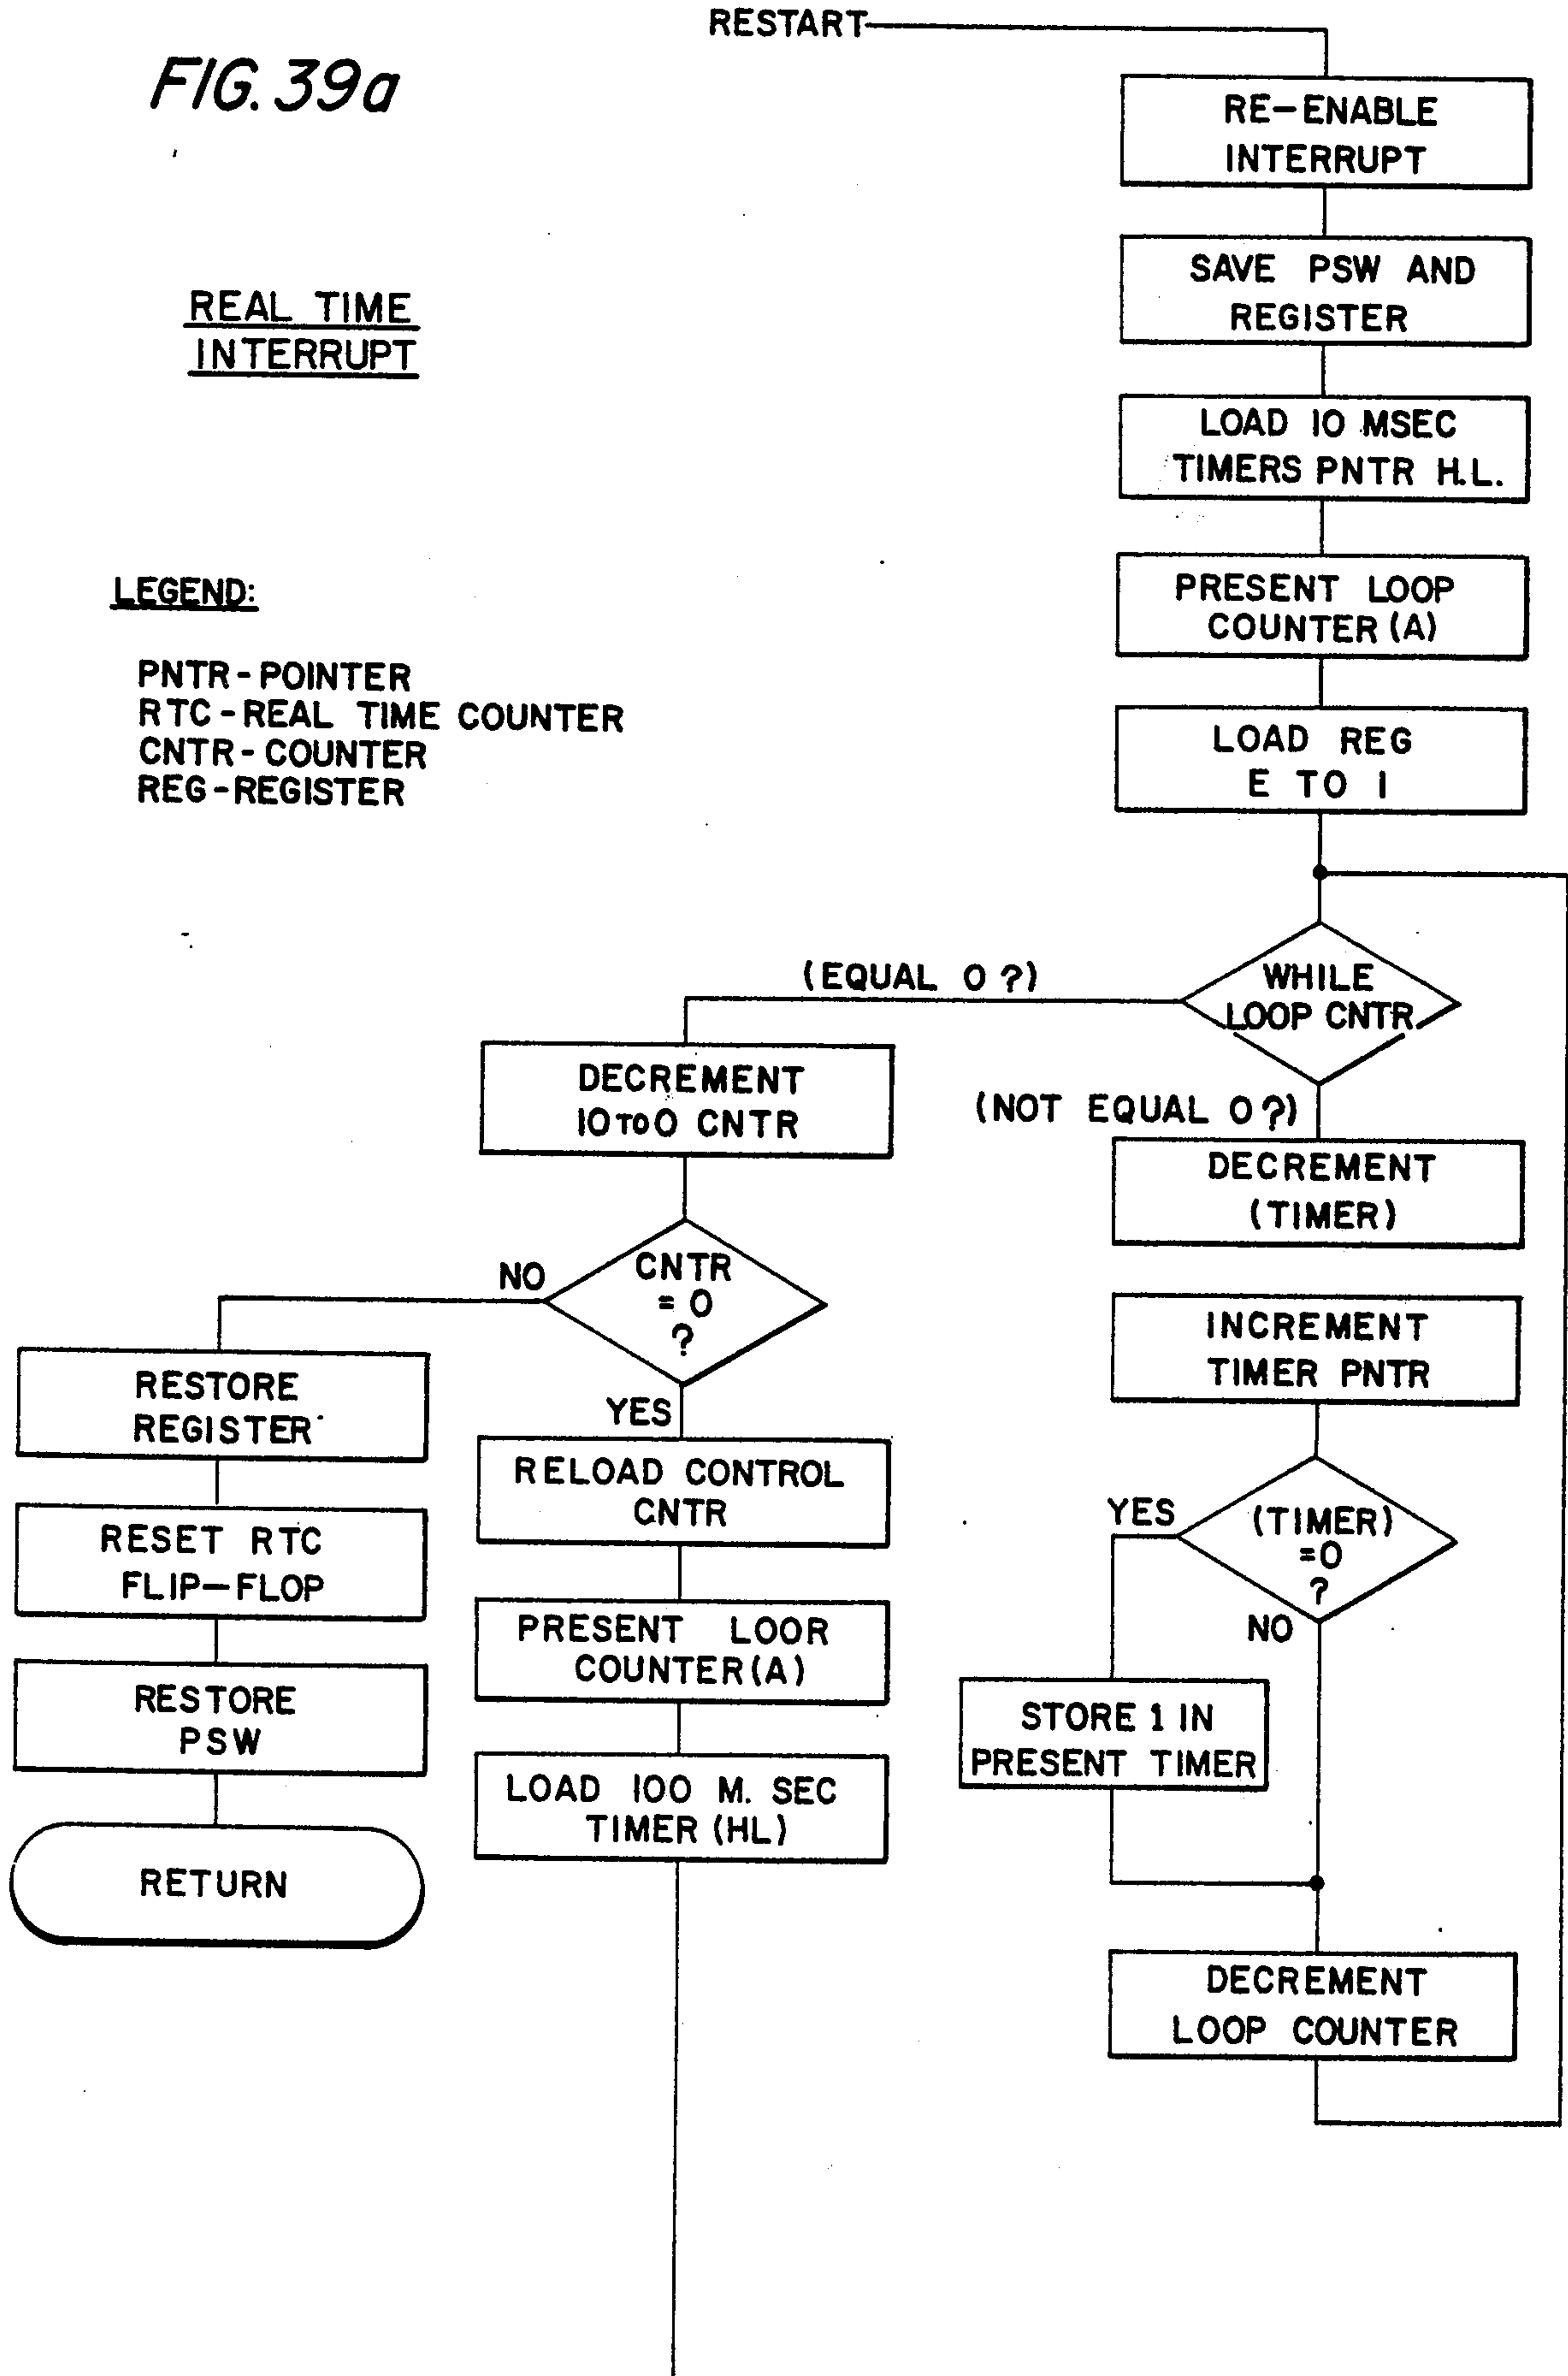 FIG. 39a
REAL TIME
INTERRUPT
LEGEND:
PNTR-POINTER
RTC-REAL TIME COUNTER
CNTR-COUNTER
REG-REGISTER
RESTART
RE-ENABLE
INTERRUPT
SAVE PSW AND
REGISTER
LOAD 10 MSEC
TIMERS PNTR H.L.
PRESENT LOOP
COUNTER (A)
LOAD REG
E TO 1
WHILE
LOOP CNTR
(EQUAL 0 ?)
(NOT EQUAL 0 ?)
DECREMENT
(TIMER)
INCREMENT
TIMER PNTR
(TIMER)
=0
?
YES
NO
STORE 1 IN
PRESENT TIMER
DECREMENT
LOOP COUNTER
DECREMENT
10 TO 0 CNTR
CNTR
= 0
?
NO
YES
RELOAD CONTROL
CNTR
PRESENT LOOR
COUNTER (A)
LOAD 100 M. SEC
TIMER (HL)
RESTORE
REGISTER
RESET RTC
FLIP-FLOP
RESTORE
PSW
RETURN